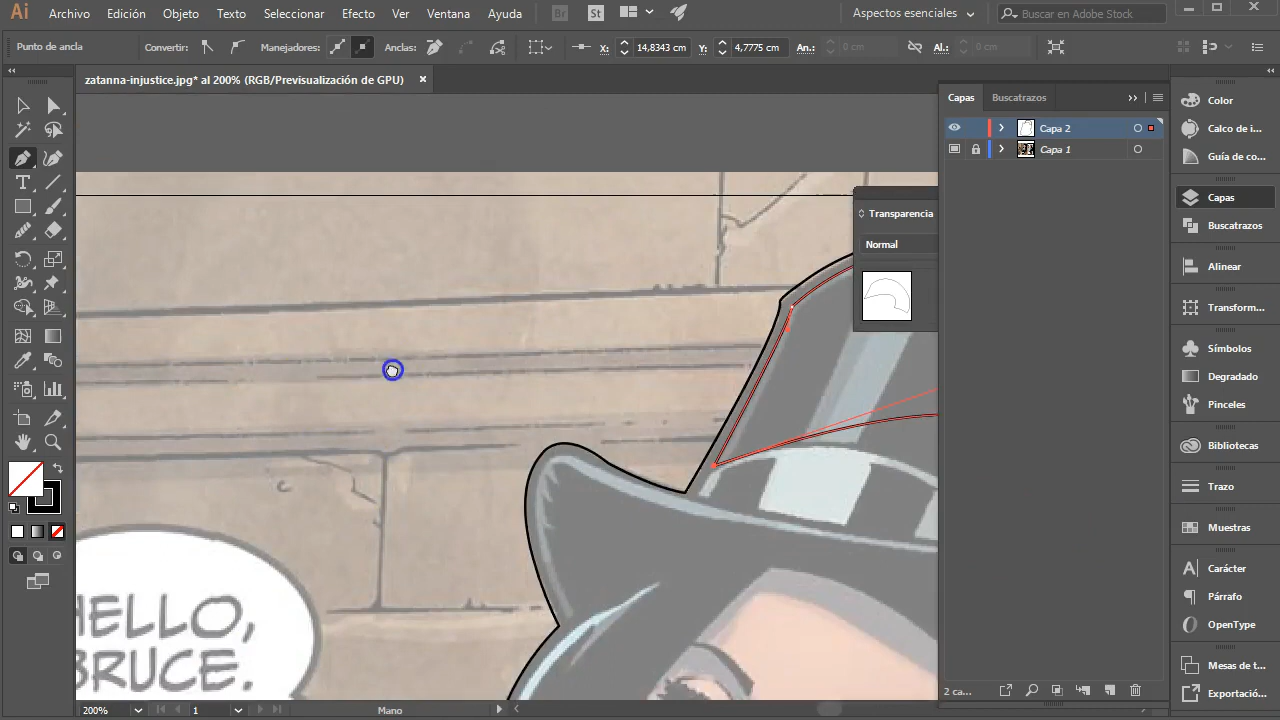 Ai Archivo Edición Objeto Texto Seleccionar Efecto Ver Ventana Ayuda Br St Aspectos esenciales Buscar en Adobe Stock
Punto de ancla Convertir: Manejadores: Anclas: X: 14,8343 cm Y: 4,7775 cm An.: 0 cm Al.: 0 cm
zatanna-injustice.jpg* al 200% (RGB/Previsualización de GPU) ×
Capas Buscatrazos
Capa 2
Capa 1
Transparencia
Normal
Color
Calco de i...
Guía de co...
Capas
Buscatrazos
Alinear
Transform...
Símbolos
Degradado
Pinceles
Bibliotecas
Trazo
Muestras
Carácter
Párrafo
OpenType
Mesas de t...
Exportació...
HELLO,
BRUCE.
2 ca...
200% 1 Mano